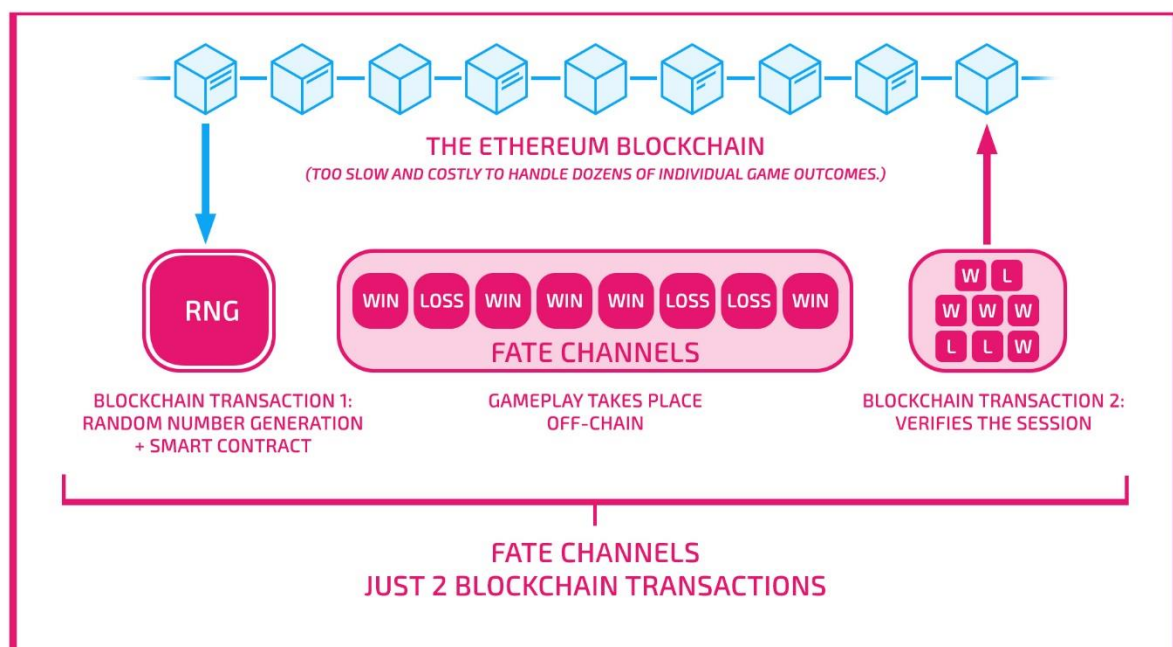 THE ETHEREUM BLOCKCHAIN
(TOO SLOW AND COSTLY TO HANDLE DOZENS OF INDIVIDUAL GAME OUTCOMES.)
RNG
BLOCKCHAIN TRANSACTION 1:
RANDOM NUMBER GENERATION
+ SMART CONTRACT
WIN LOSS WIN WIN WIN LOSS LOSS WIN
FATE CHANNELS
GAMEPLAY TAKES PLACE
OFF-CHAIN
W L
W W W
L L W
BLOCKCHAIN TRANSACTION 2:
VERIFIES THE SESSION
FATE CHANNELS
JUST 2 BLOCKCHAIN TRANSACTIONS